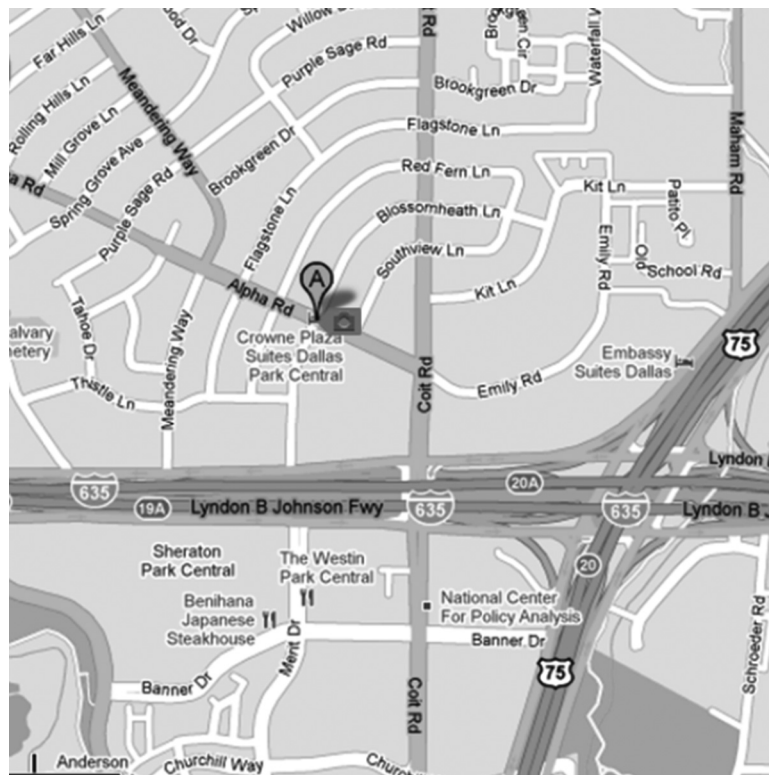 Willow
t Rd
Far Hills Ln
Purple Sage Rd
Waterfall
Brookgreen Dr
Meandering Way
Rolling Hills Ln
Mill Grove Ln
Flagstone Ln
Maham Rd
Spring Grove Ave
Brookgreen Dr
Red Fern Ln
a Rd
Kit Ln
Patito Pl
Purple Sage Rd
Flagstone Ln
Blossomheath Ln
Southview Ln
Emily Rd
Old
School Rd
A
Alpha Rd
Kit Ln
Tahoe Dr
Meandering Way
Crowne Plaza
Suites Dallas
Park Central
alvary
metery
75
Embassy
Suites Dallas
Coit Rd
Emily Rd
Thistle Ln
Lyndon
635
20A
19A
Lyndon B Johnson Fwy
635
635
Lyndon B J
Sheraton
Park Central
The Westin
Park Central
20
Benihana
Japanese
Steakhouse
National Center
For Policy Analysis
Schroeder Rd
Banner Dr
Merit Dr
Banner Dr
75
Coit Rd
Anderson
Churchill Way
Church